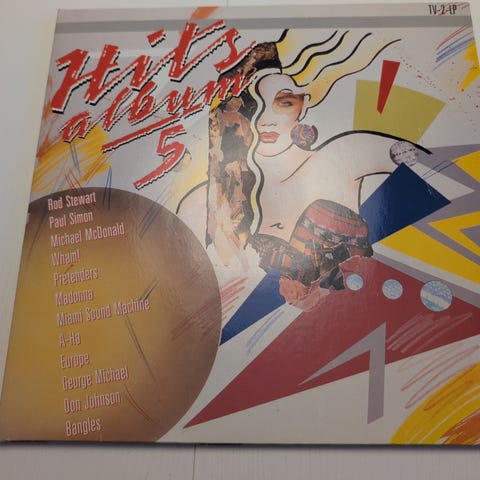 TV-2-LP
Hits
album
5
Rod Stewart
Paul Simon
Michael McDonald
Wham!
Pretenders
Madonna
Miami Sound Machine
A-Ha
Europe
George Michael
Don Johnson
Bangles